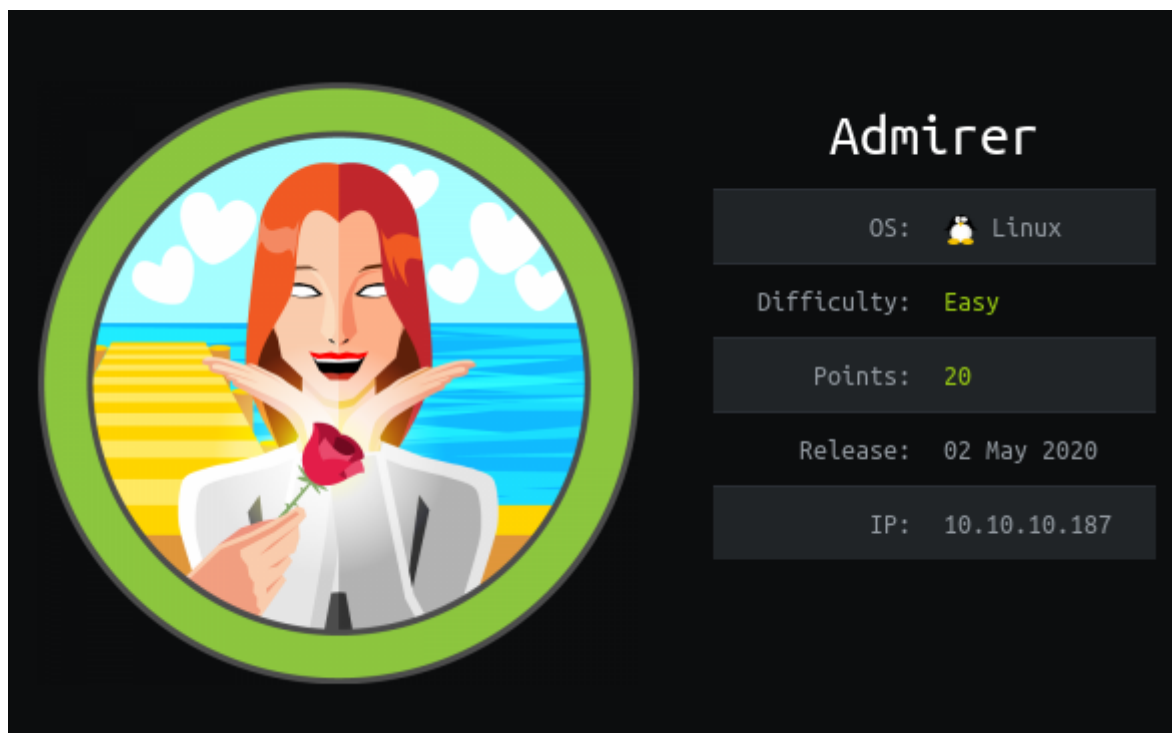 Admirer
OS: Linux
Difficulty: Easy
Points: 20
Release: 02 May 2020
IP: 10.10.10.187